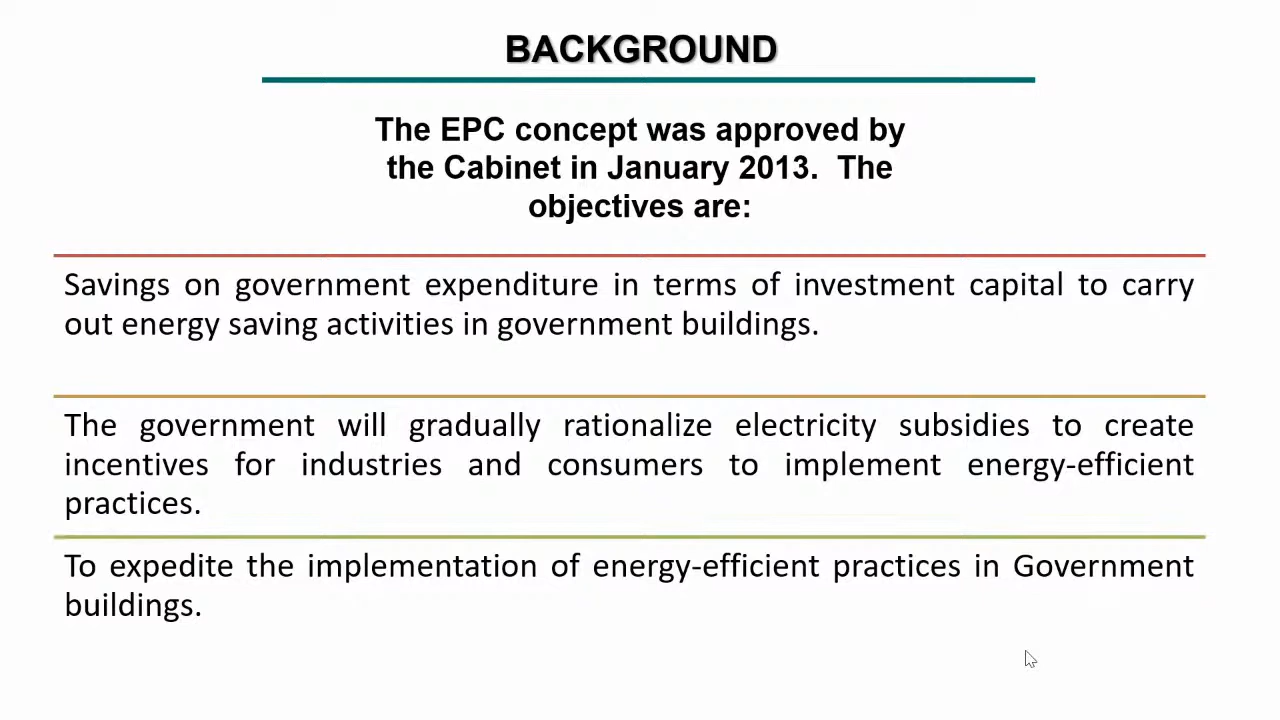 BACKGROUND
The EPC concept was approved by
the Cabinet in January 2013.  The
objectives are:
Savings on government expenditure in terms of investment capital to carry
out energy saving activities in government buildings.
The government will gradually rationalize electricity subsidies to create
incentives for industries and consumers to implement energy-efficient
practices.
To expedite the implementation of energy-efficient practices in Government
buildings.